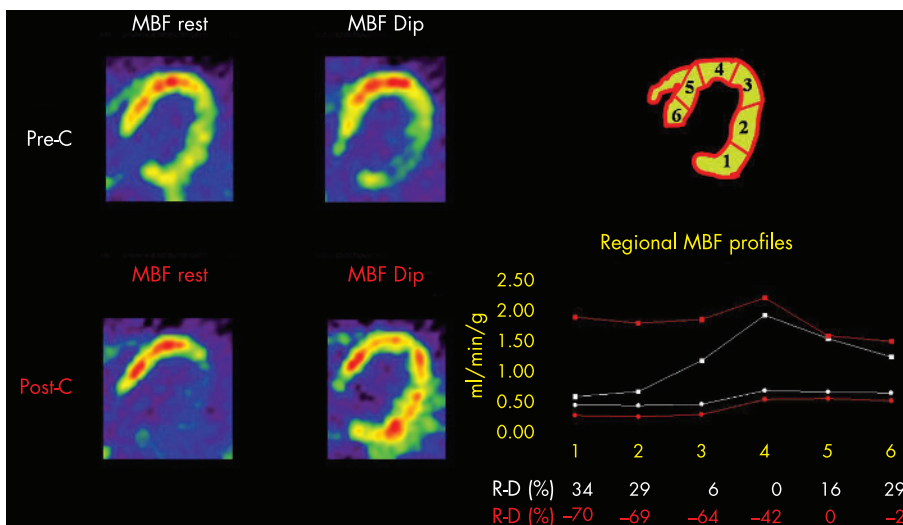 MBF rest
MBF Dip
Pre-C
4
5
3
6
2
1
MBF rest
MBF Dip
Post-C
Regional MBF profiles
ml/min/g
2.50
2.00
1.50
1.00
0.50
0.00
1 2 3 4 5 6
R-D (%) 34 29 6 0 16 29
R-D (%) –70 –69 –64 –42 0 –2